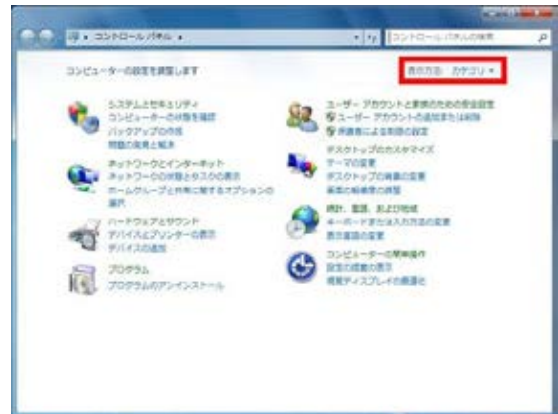 コントロール パネル
コントロール パネルの検索
コンピューターの設定を調整します
表示方法: カテゴリ
システムとセキュリティ
コンピューターの状態を確認
バックアップの作成
問題の発見と解決
ネットワークとインターネット
ネットワークの状態とタスクの表示
ホームグループと共有に関するオプションの
選択
ハードウェアとサウンド
デバイスとプリンターの表示
デバイスの追加
プログラム
プログラムのアンインストール
ユーザー アカウントと家族のための安全設定
ユーザー アカウントの追加または削除
保護者による制限の設定
デスクトップのカスタマイズ
テーマの変更
デスクトップの背景の変更
画面の解像度の調整
時計、言語、および地域
キーボードまたは入力方法の変更
表示言語の変更
コンピューターの簡単操作
設定の提案の表示
視覚ディスプレイの最適化